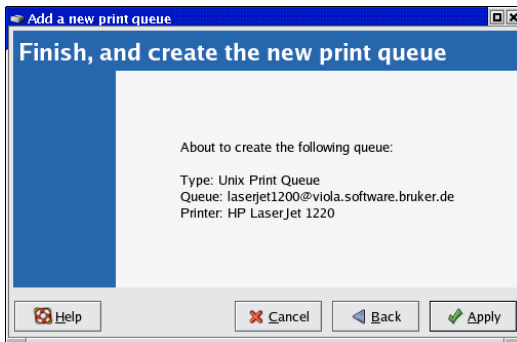 Add a new print queue
Finish, and create the new print queue
About to create the following queue:
Type: Unix Print Queue
Queue: laserjet1200@viola.software.bruker.de
Printer: HP LaserJet 1220
Help
Cancel
Back
Apply